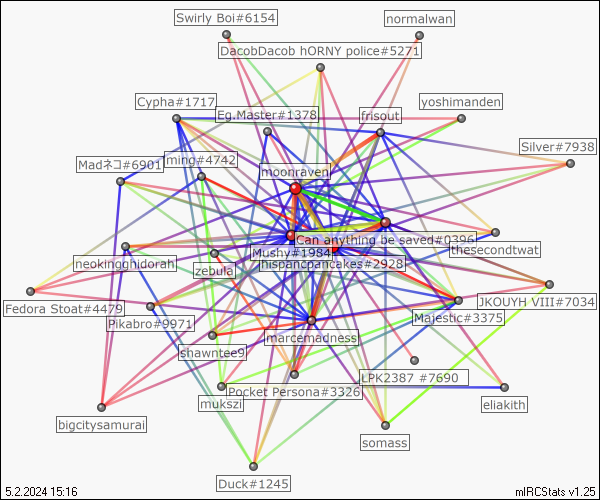 Swirly Boi#6154
normalwan
DacobDacob hORNY police#5271
yoshimanden
Cypha#1717
Eg.Master#1378
frisout
Silver#7938
Madネコ#6901
ming#4742
moonraven
Can anything be saved#0396
thesecondtwat
Mushy#1984
neokingghidorah
zebula
hispancpancakes#2928
Fedora Stoat#4479
JKOUYH VIII#7034
Pikabro#9971
Majestic#3375
marcemadness
shawntee9
LPK2387 #7690
Pocket Persona#3326
mukszi
eliakith
bigcitysamurai
somass
Duck#1245
5.2.2024 15:16
mIRCStats v1.25